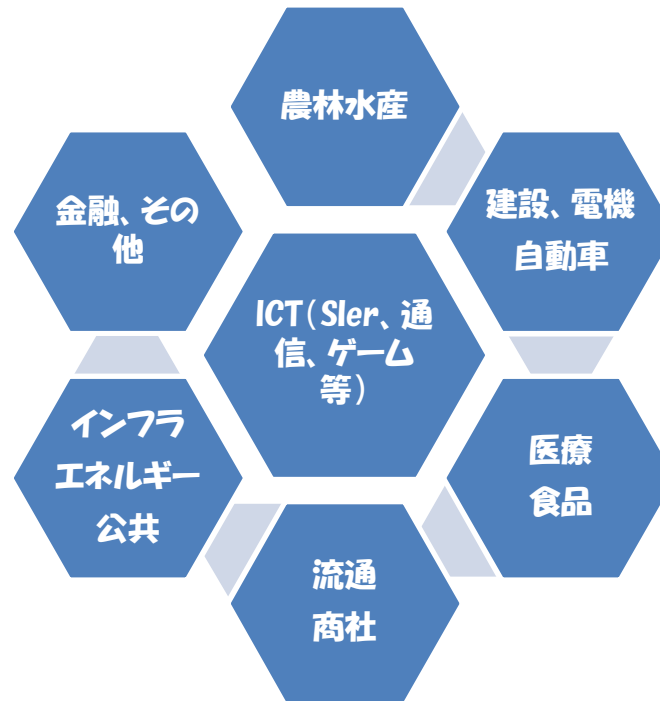 農林水産
建設、電機
自動車
医療
食品
流通
商社
インフラ
エネルギー
公共
金融、その
他
ICT(SIer、通
信、ゲーム
等)